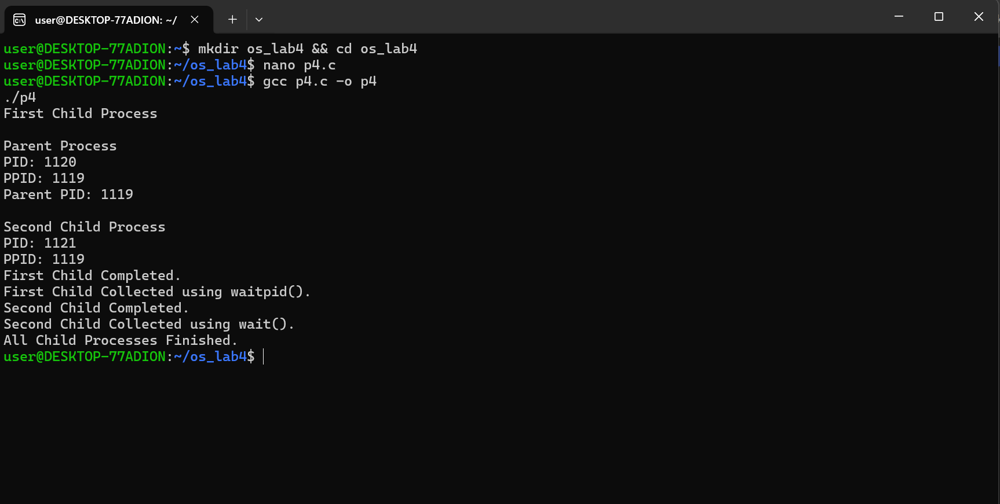 user@DESKTOP-77ADION: ~/
user@DESKTOP-77ADION:~$ mkdir os_lab4 && cd os_lab4
user@DESKTOP-77ADION:~/os_lab4$ nano p4.c
user@DESKTOP-77ADION:~/os_lab4$ gcc p4.c -o p4
./p4
First Child Process
Parent Process
PID: 1120
PPID: 1119
Parent PID: 1119
Second Child Process
PID: 1121
PPID: 1119
First Child Completed.
First Child Collected using waitpid().
Second Child Completed.
Second Child Collected using wait().
All Child Processes Finished.
user@DESKTOP-77ADION:~/os_lab4$